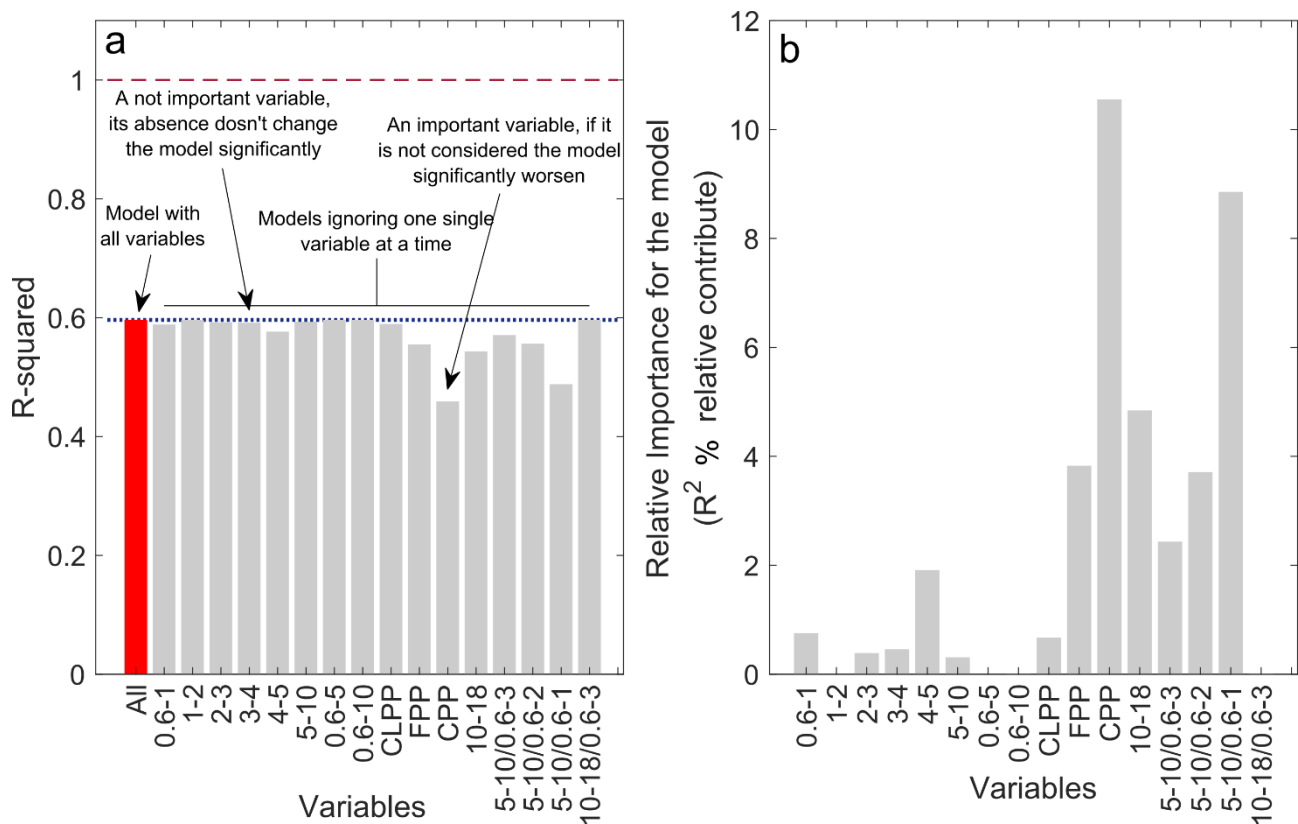 a
1
0.8
0.6
0.4
0.2
0
R-squared
A not important variable,
its absence dosn't change
the model significantly
An important variable, if it
is not considered the model
significantly worsen
Model with
all variables
Models ignoring one single
variable at a time
All
0.6-1
1-2
2-3
3-4
4-5
5-10
0.6-5
0.6-10
CLPP
FPP
CPP
10-18
5-10/0.6-3
5-10/0.6-2
5-10/0.6-1
10-18/0.6-3
Variables
b
12
10
8
6
4
2
0
Relative Importance for the model
(R² % relative contribute)
0.6-1
1-2
2-3
3-4
4-5
5-10
0.6-5
0.6-10
CLPP
FPP
CPP
10-18
5-10/0.6-3
5-10/0.6-2
5-10/0.6-1
10-18/0.6-3
Variables